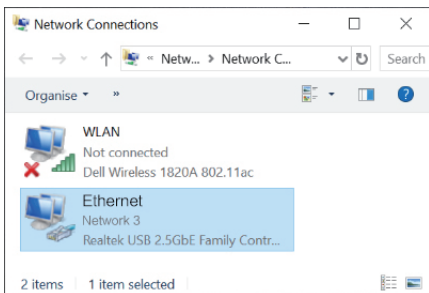 Network Connections
« Netw... > Network C...
Search
Organise
»
WLAN
Not connected
Dell Wireless 1820A 802.11ac
Ethernet
Network 3
Realtek USB 2.5GbE Family Contr...
2 items 1 item selected